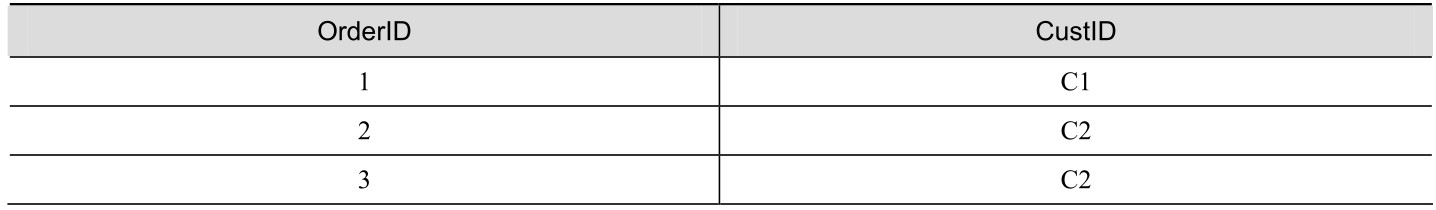 OrderID CustID
1 C1
2 C2
3 C2